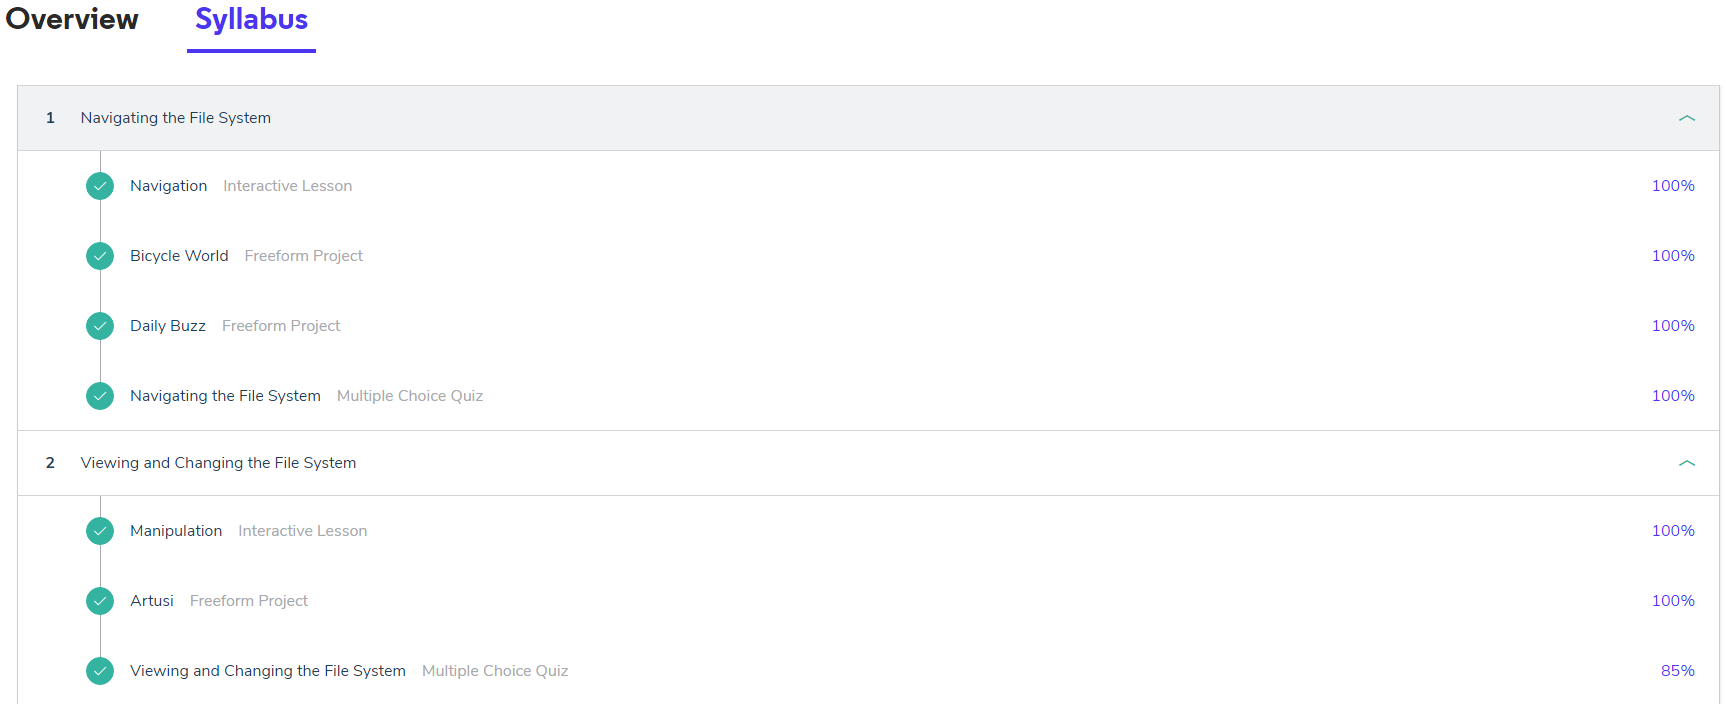 Overview Syllabus
1 Navigating the File System
Navigation Interactive Lesson 100%
Bicycle World Freeform Project 100%
Daily Buzz Freeform Project 100%
Navigating the File System Multiple Choice Quiz 100%
2 Viewing and Changing the File System
Manipulation Interactive Lesson 100%
Artusi Freeform Project 100%
Viewing and Changing the File System Multiple Choice Quiz 85%